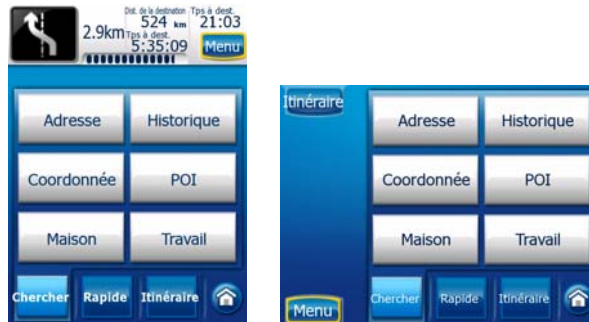 Dist. de la destination Tps à dest.
524 km 21:03
2.9km Tps à dest.
5:35:09 Menu
Adresse Historique
Coordonnée POI
Maison Travail
Chercher Rapide Itinéraire
Itinéraire
Adresse Historique
Coordonnée POI
Maison Travail
Menu Chercher Rapide Itinéraire